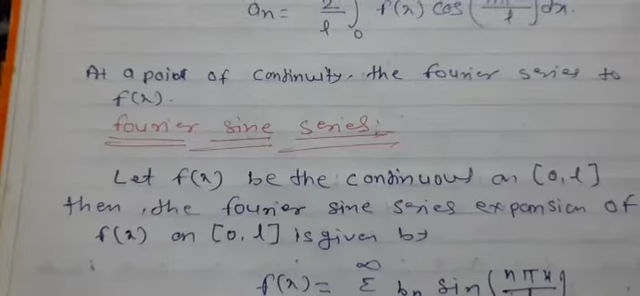 an = 2/l ∫0 f(x) cos( /l ]dx.
At a point of continuity, the fourier series to
f(x).
fourier sine series:
Let f(x) be the continuous on [0,l]
then, the fourier sine series expansion of
f(x) on [0,l] is given by
f(x) = ∞ Σ bn sin(nπx/